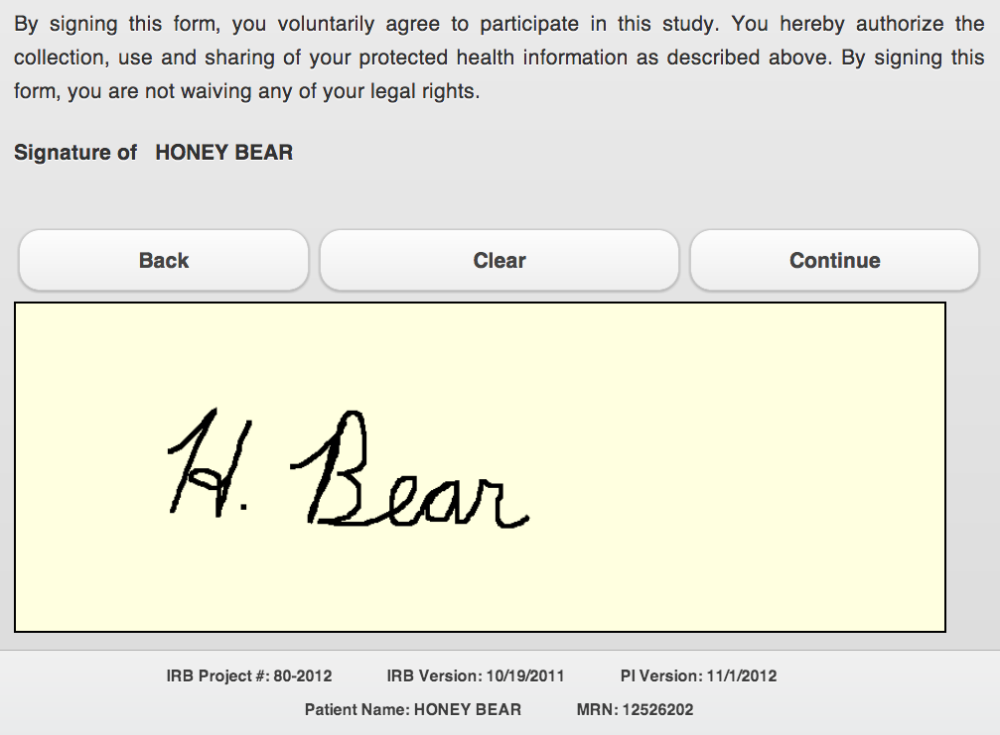 By signing this form, you voluntarily agree to participate in this study. You hereby authorize the
collection, use and sharing of your protected health information as described above. By signing this
form, you are not waiving any of your legal rights.
Signature of HONEY BEAR
Back Clear Continue
H. Bear
IRB Project #: 80-2012 IRB Version: 10/19/2011 PI Version: 11/1/2012
Patient Name: HONEY BEAR MRN: 12526202